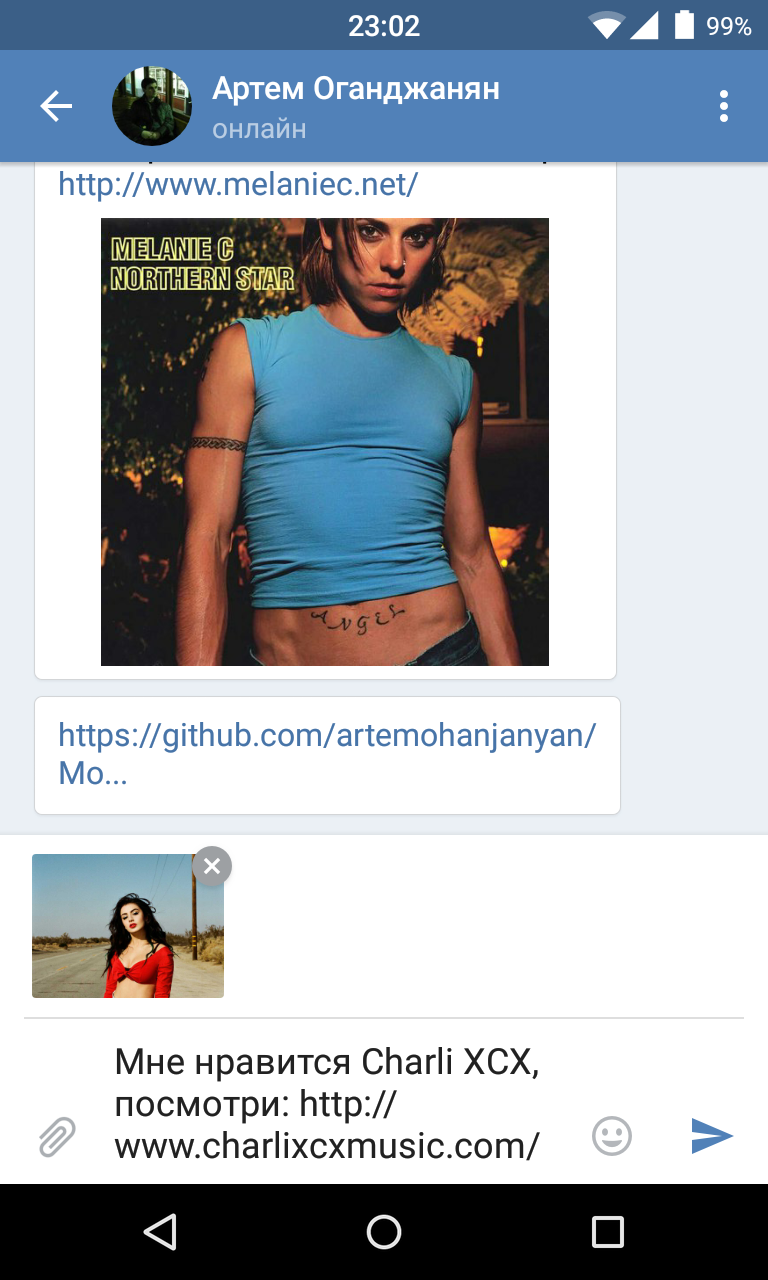 23:02
99%
Артем Оганджанян
онлайн
http://www.melaniec.net/
MELANIE C
NORTHERN STAR
ANGEL
https://github.com/artemohanjanyan/
Mo...
Мне нравится Charli XCX,
посмотри: http://
www.charlixcxmusic.com/